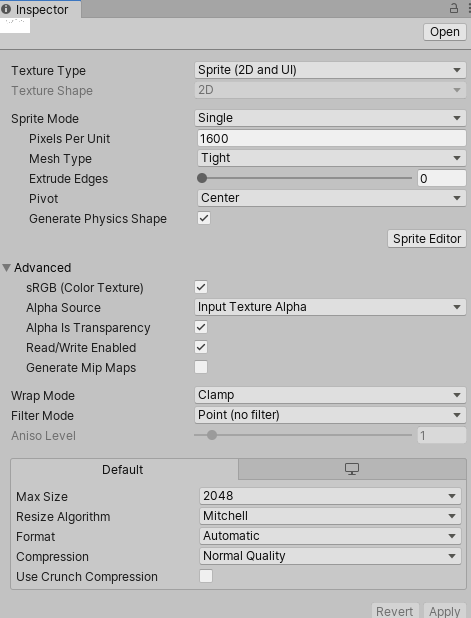 Inspector
Open
Texture Type Sprite (2D and UI)
Texture Shape 2D
Sprite Mode Single
Pixels Per Unit 1600
Mesh Type Tight
Extrude Edges 0
Pivot Center
Generate Physics Shape
Sprite Editor
Advanced
sRGB (Color Texture)
Alpha Source Input Texture Alpha
Alpha Is Transparency
Read/Write Enabled
Generate Mip Maps
Wrap Mode Clamp
Filter Mode Point (no filter)
Aniso Level 1
Default
Max Size 2048
Resize Algorithm Mitchell
Format Automatic
Compression Normal Quality
Use Crunch Compression
Revert Apply